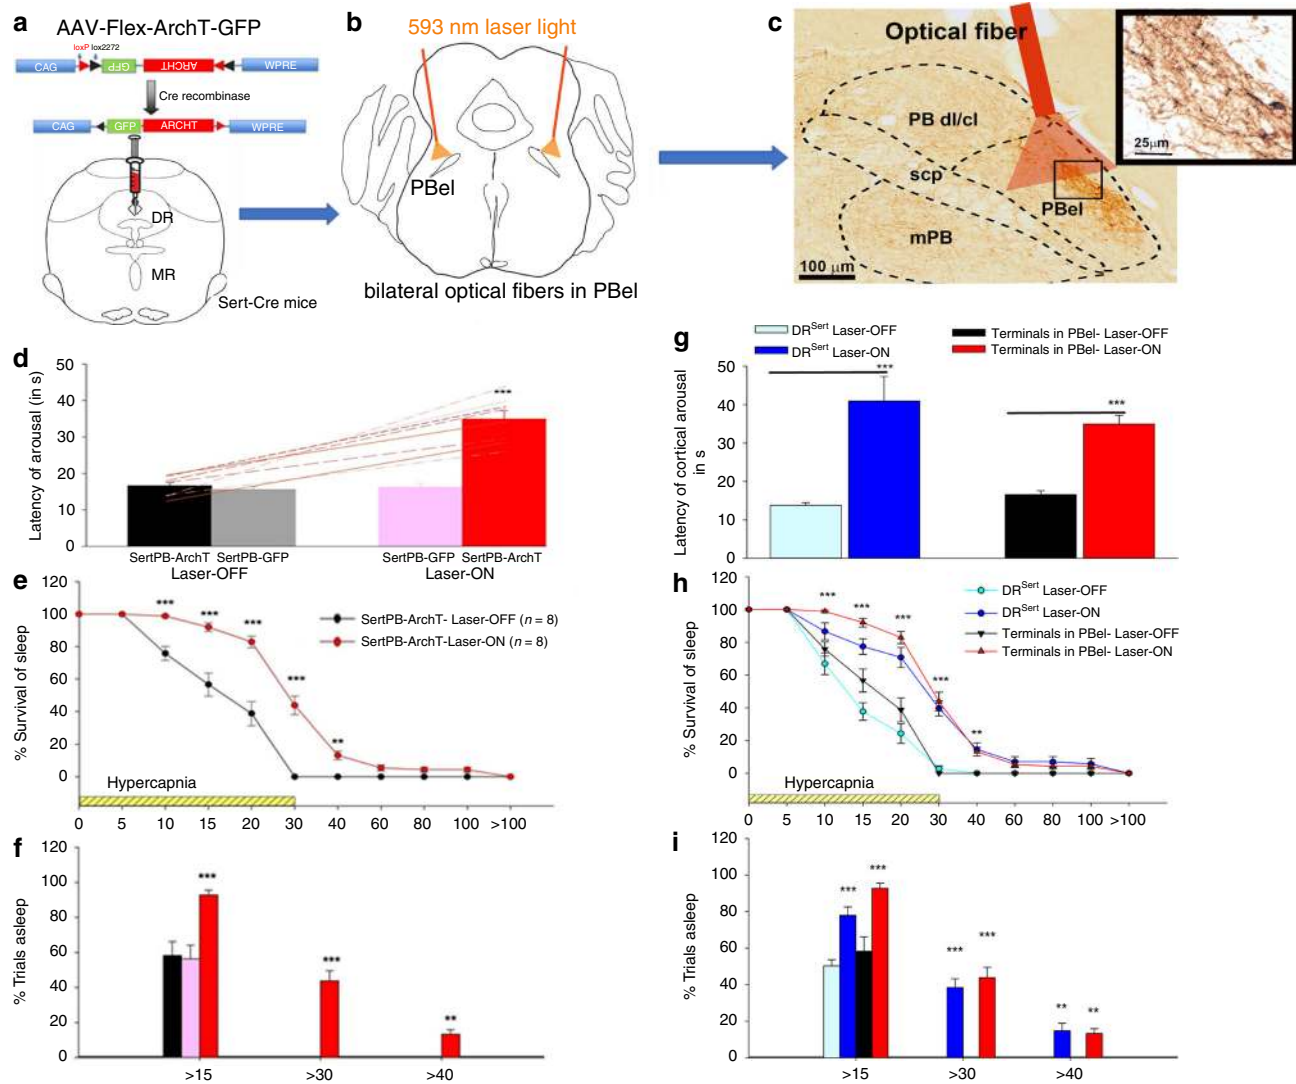 a
AAV-Flex-ArchT-GFP
loxP lox2272
CAG GFP ARCHT WPRE
Cre recombinase
CAG GFP ARCHT WPRE
DR
MR
Sert-Cre mice
b
593 nm laser light
PBel
bilateral optical fibers in PBel
c
Optical fiber
PB dl/cl
scp
PBel
mPB
100 µm
25µm
d
Latency of arousal (in s)
50
40
30
20
10
0
***
SertPB-ArchT SertPB-GFP SertPB-GFP SertPB-ArchT
Laser-OFF Laser-ON
e
% Survival of sleep
120
100
80
60
40
20
0
*** *** *** *** **
SertPB-ArchT- Laser-OFF (n = 8)
SertPB-ArchT-Laser-ON (n = 8)
Hypercapnia
0 5 10 15 20 30 40 60 80 100 >100
f
% Trials asleep
120
100
80
60
40
20
0
*** *** **
>15 >30 >40
g
DRSert Laser-OFF
DRSert Laser-ON
Terminals in PBel- Laser-OFF
Terminals in PBel- Laser-ON
Latency of cortical arousal
in s
50
40
30
20
10
0
*** ***
h
% Survival of sleep
120
100
80
60
40
20
0
*** *** *** *** **
DRSert Laser-OFF
DRSert Laser-ON
Terminals in PBel- Laser-OFF
Terminals in PBel- Laser-ON
Hypercapnia
0 5 10 15 20 30 40 60 80 100 >100
i
% Trials asleep
120
100
80
60
40
20
0
*** *** *** *** ** **
>15 >30 >40